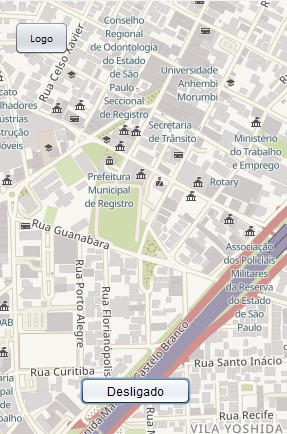 Logo
Rua Celso Xavier
Conselho
Regional
de Odontologia
do Estado
de São
Paulo -
Seccional
de Registro
Universidade
Anhembi
Morumbi
Secretaria
de Trânsito
Ministério
do Trabalho
e Emprego
Prefeitura
Municipal
de Registro
Rotary
Rua Guanabara
Associação
dos Policiais
Militares
da Reserva
do Estado
de São
Paulo
Rua Porto Alegre
Rua Florianópolis
Castelo Branco
Rua Santo Inácio
Rua Curitiba
Desligado
Rua Recife
VILA YOSHIDA